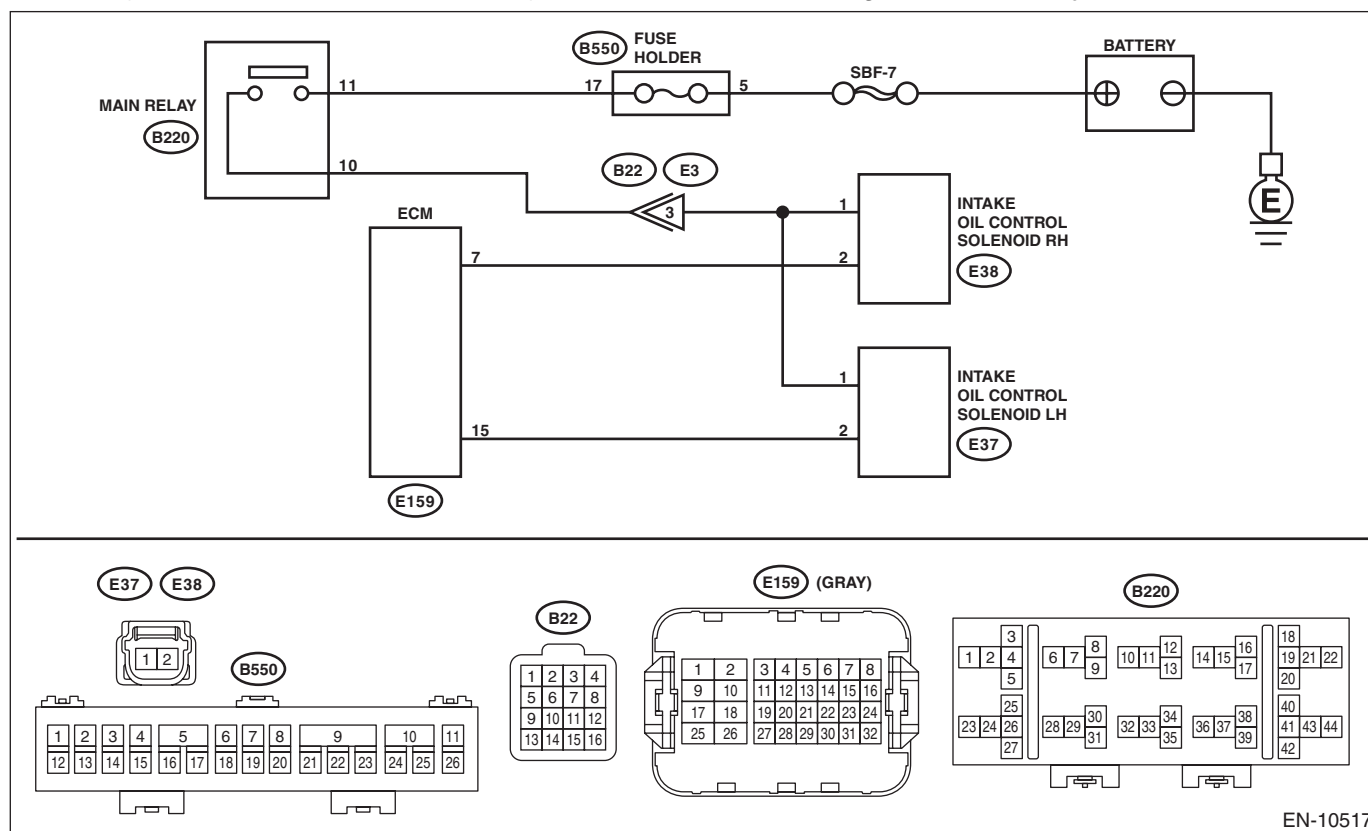 B550 FUSE HOLDER
BATTERY
SBF-7
11
17
5
MAIN RELAY
B220
10
B22 E3
3
ECM
1
INTAKE
OIL CONTROL
SOLENOID RH
7
2
E38
E
1
INTAKE
OIL CONTROL
SOLENOID LH
15
2
E37
E159
E37 E38
1 2
B550
1 2 3 4 5 6 7 8 9 10 11
12 13 14 15 16 17 18 19 20 21 22 23 24 25 26
B22
1 2 3 4
5 6 7 8
9 10 11 12
13 14 15 16
E159 (GRAY)
1 2 3 4 5 6 7 8
9 10 11 12 13 14 15 16
17 18 19 20 21 22 23 24
25 26 27 28 29 30 31 32
B220
3 8 12 16 18
1 2 4 6 7 10 11 14 15 19 21 22
5 9 13 17 20
25 30 34 38 40
23 24 26 28 29 32 33 36 37 41 43 44
27 31 35 39 42
EN-10517